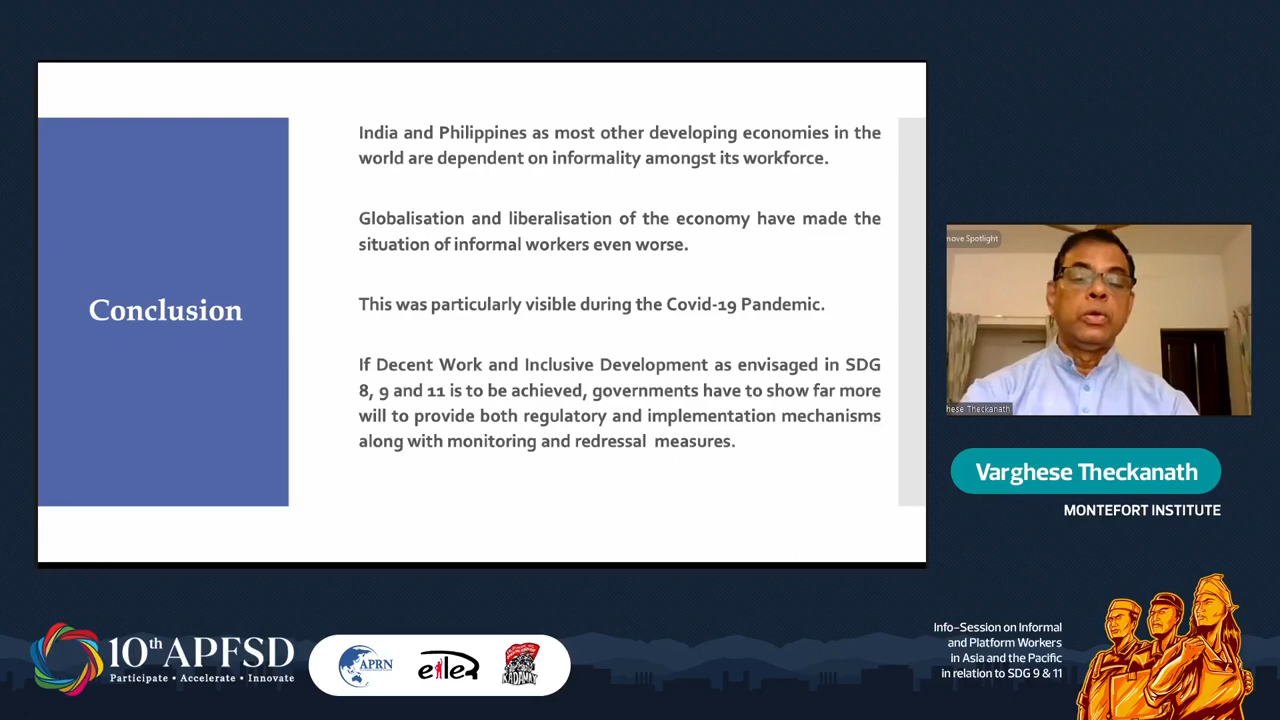 Conclusion
India and Philippines as most other developing economies in the
world are dependent on informality amongst its workforce.
Globalisation and liberalisation of the economy have made the
situation of informal workers even worse.
This was particularly visible during the Covid-19 Pandemic.
If Decent Work and Inclusive Development as envisaged in SDG
8, 9 and 11 is to be achieved, governments have to show far more
will to provide both regulatory and implementation mechanisms
along with monitoring and redressal measures.
move Spotlight
hese Theckanath
Varghese Theckanath
MONTEFORT INSTITUTE
10th APFSD
Participate • Accelerate • Innovate
APRN
eiler
KADAMAY
Info-Session on Informal
and Platform Workers
in Asia and the Pacific
in relation to SDG 9 & 11